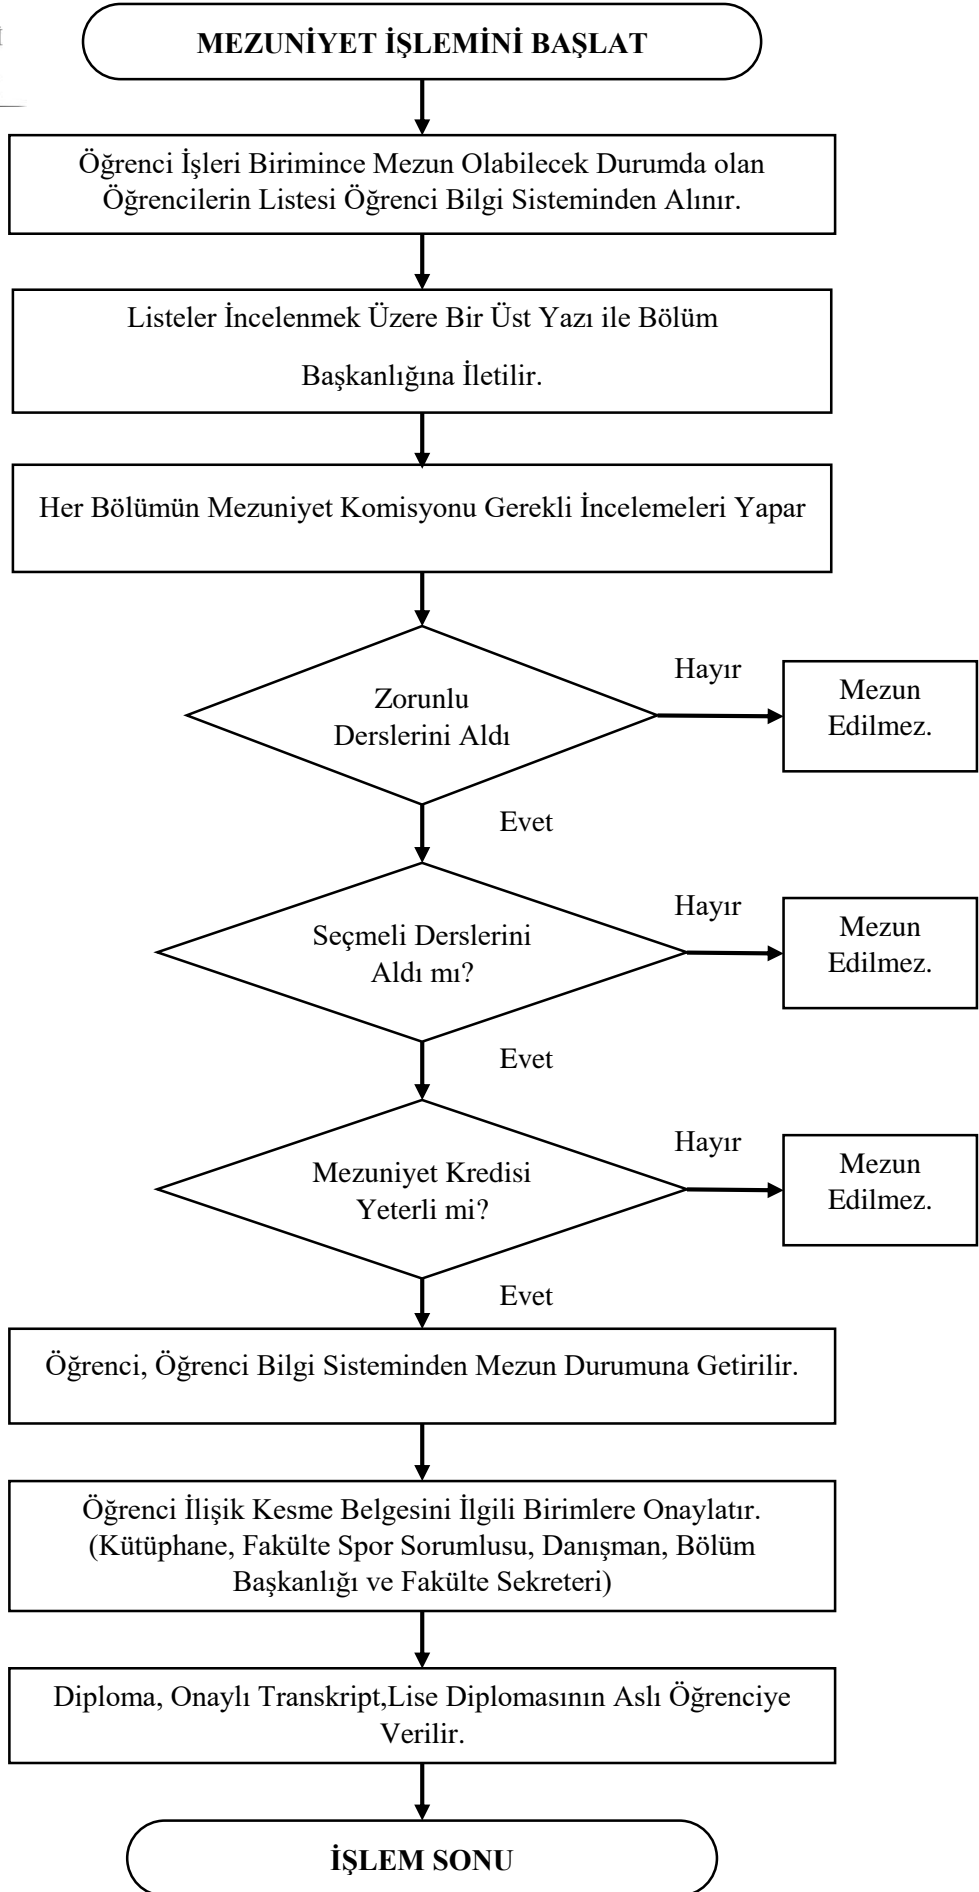 MEZUNİYET İŞLEMİNİ BAŞLAT
Öğrenci İşleri Birimince Mezun Olabilecek Durumda olan
Öğrencilerin Listesi Öğrenci Bilgi Sisteminden Alınır.
Listeler İncelenmek Üzere Bir Üst Yazı ile Bölüm
Başkanlığına İletilir.
Her Bölümün Mezuniyet Komisyonu Gerekli İncelemeleri Yapar
Zorunlu
Derslerini Aldı
Hayır
Mezun
Edilmez.
Evet
Seçmeli Derslerini
Aldı mı?
Hayır
Mezun
Edilmez.
Evet
Mezuniyet Kredisi
Yeterli mi?
Hayır
Mezun
Edilmez.
Evet
Öğrenci, Öğrenci Bilgi Sisteminden Mezun Durumuna Getirilir.
Öğrenci İlişik Kesme Belgesini İlgili Birimlere Onaylatır.
(Kütüphane, Fakülte Spor Sorumlusu, Danışman, Bölüm
Başkanlığı ve Fakülte Sekreteri)
Diploma, Onaylı Transkript,Lise Diplomasının Aslı Öğrenciye
Verilir.
İŞLEM SONU